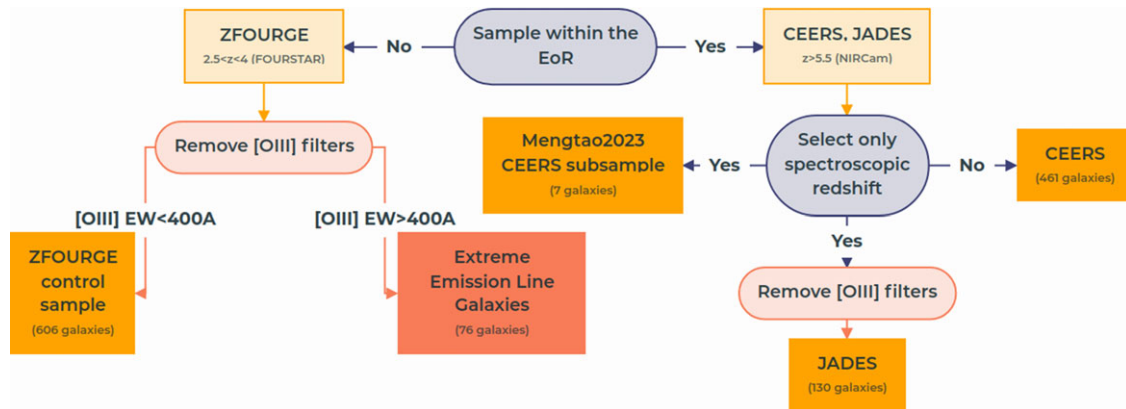 ZFOURGE
2.5<z<4 (FOURSTAR)
No
Sample within the
EoR
Yes
CEERS, JADES
z>5.5 (NIRCam)
Remove [OIII] filters
Mengtao2023
CEERS subsample
(7 galaxies)
Yes
Select only
spectroscopic
redshift
No
CEERS
(461 galaxies)
[OIII] EW<400A
[OIII] EW>400A
Yes
ZFOURGE
control
sample
(606 galaxies)
Extreme
Emission Line
Galaxies
(76 galaxies)
Remove [OIII] filters
JADES
(130 galaxies)